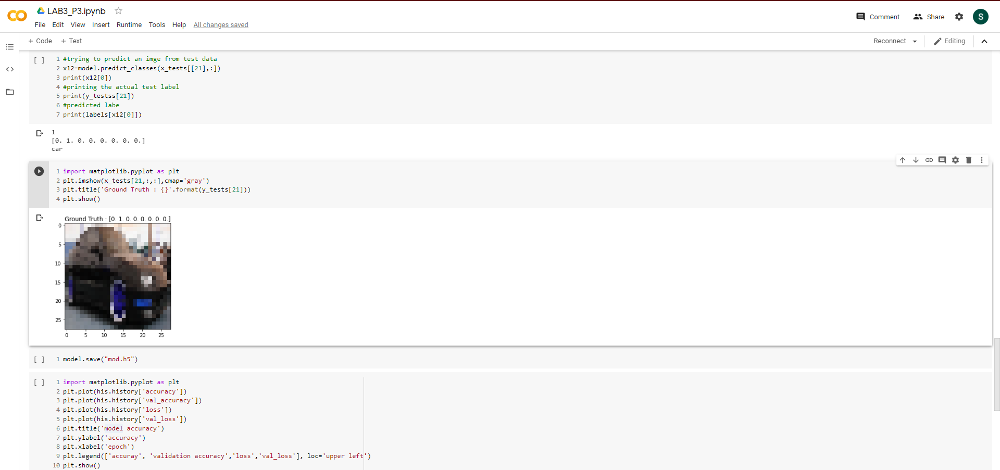 LAB3_P3.ipynb
File Edit View Insert Runtime Tools Help All changes saved
Comment Share S
+ Code + Text
Reconnect Editing
[ ] 1 #trying to predict an imge from test data
2 x12=model.predict_classes(x_tests[[21],:])
3 print(x12[0])
4 #printing the actual test label
5 print(y_testss[21])
6 #predicted labe
7 print(labels[x12[0]])
1
[0. 1. 0. 0. 0. 0. 0. 0.]
car
1 import matplotlib.pyplot as plt
2 plt.imshow(x_tests[21,:,:],cmap='gray')
3 plt.title('Ground Truth : {}'.format(y_tests[21]))
4 plt.show()
Ground Truth : [0. 1. 0. 0. 0. 0. 0. 0.]
0
5
10
15
20
25
0 5 10 15 20 25
[ ] 1 model.save("mod.h5")
[ ] 1 import matplotlib.pyplot as plt
2 plt.plot(his.history['accuracy'])
3 plt.plot(his.history['val_accuracy'])
4 plt.plot(his.history['loss'])
5 plt.plot(his.history['val_loss'])
6 plt.title('model accuracy')
7 plt.ylabel('accuracy')
8 plt.xlabel('epoch')
9 plt.legend(['accuray', 'validation accuracy','loss','val_loss'], loc='upper left')
10 plt.show()